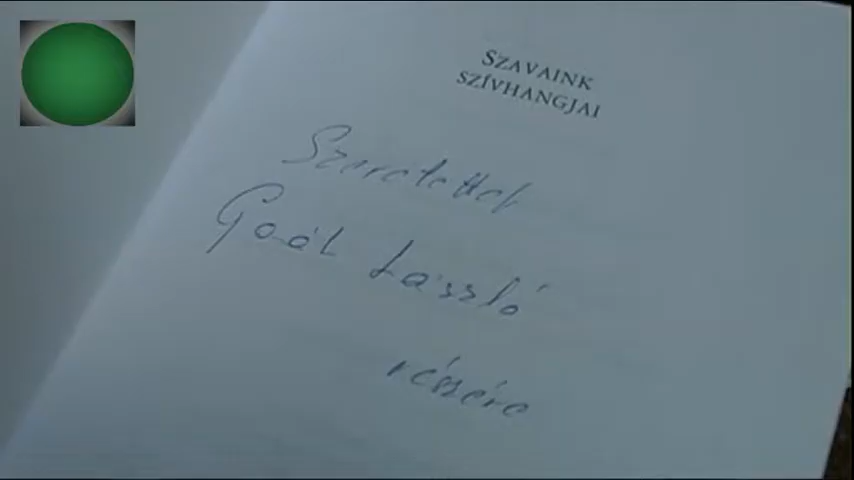 SZAVAINK
SZÍVHANGJAI
Szeretettel
Gaál László
részére